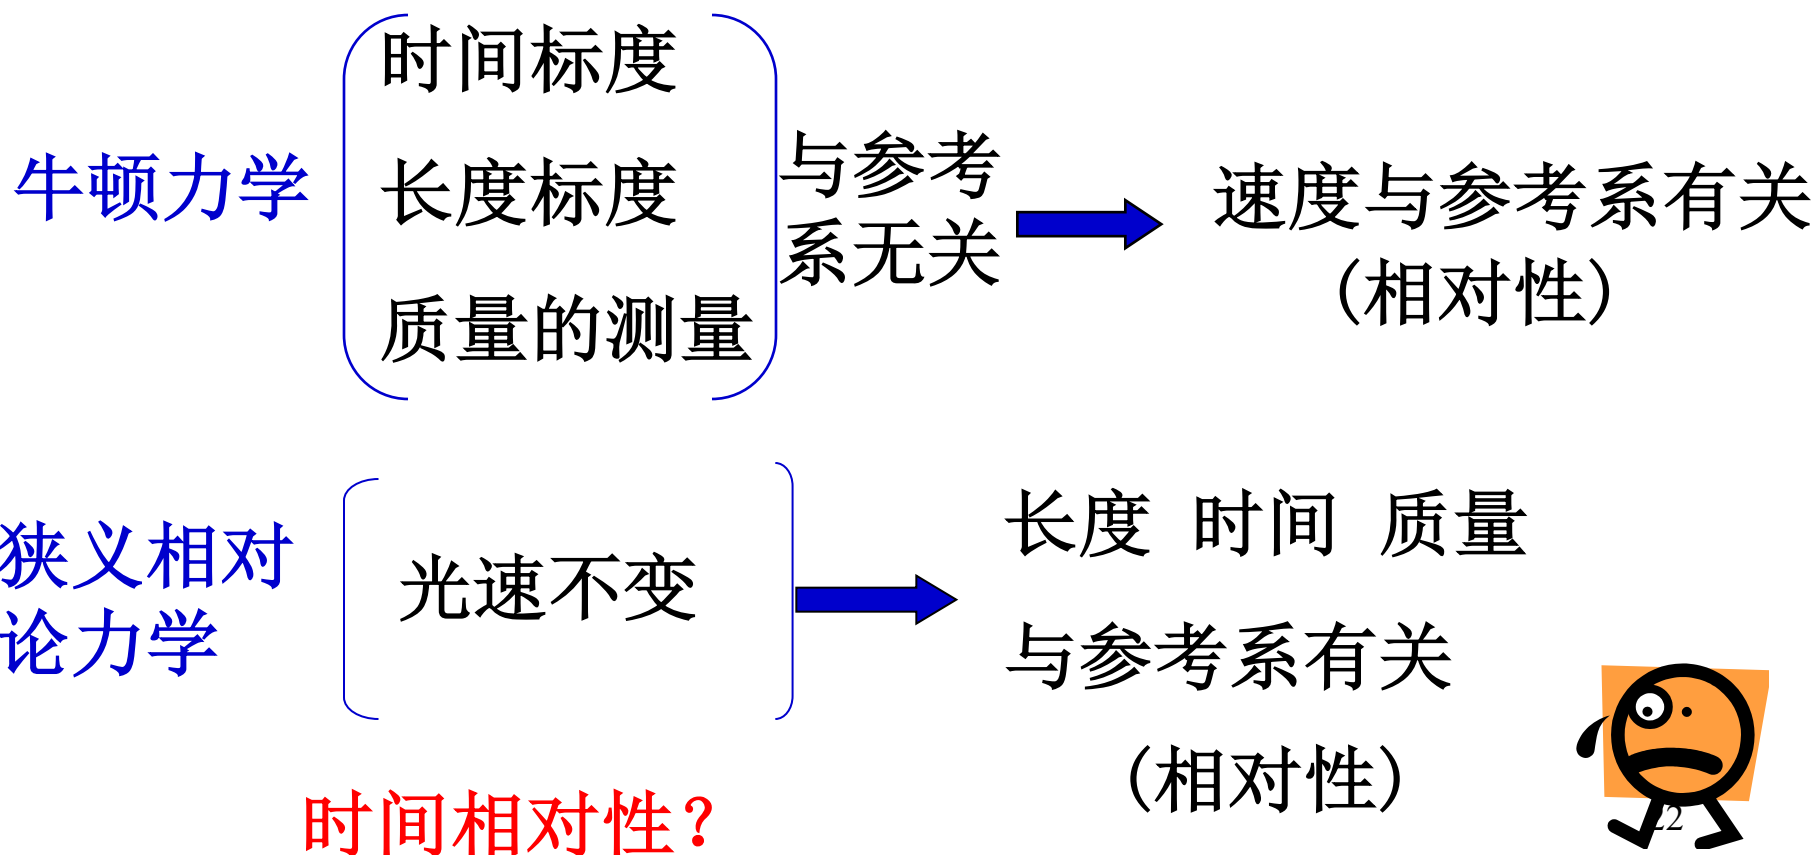 时间标度
长度标度
质量的测量
牛顿力学
与参考
系无关
速度与参考系有关
(相对性)
狭义相对
论力学
光速不变
长度 时间 质量
与参考系有关
(相对性)
时间相对性?
22